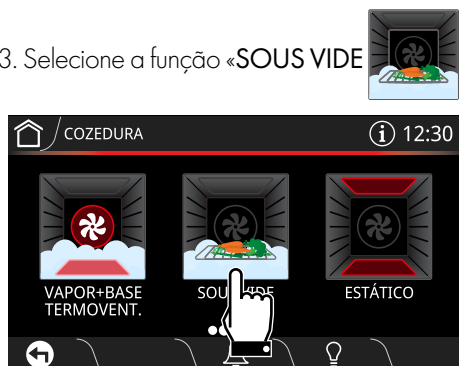 3. Selecione a função «SOUS VIDE
COZEDURA
i 12:30
VAPOR+BASE
TERMOVENT.
ESTÁTICO